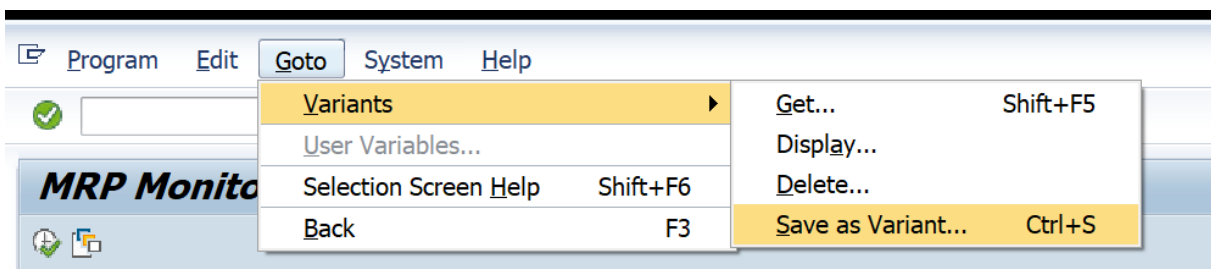 Program Edit Goto System Help
Variants
Get... Shift+F5
User Variables...
Display...
MRP Monito
Selection Screen Help Shift+F6
Delete...
Back F3
Save as Variant... Ctrl+S